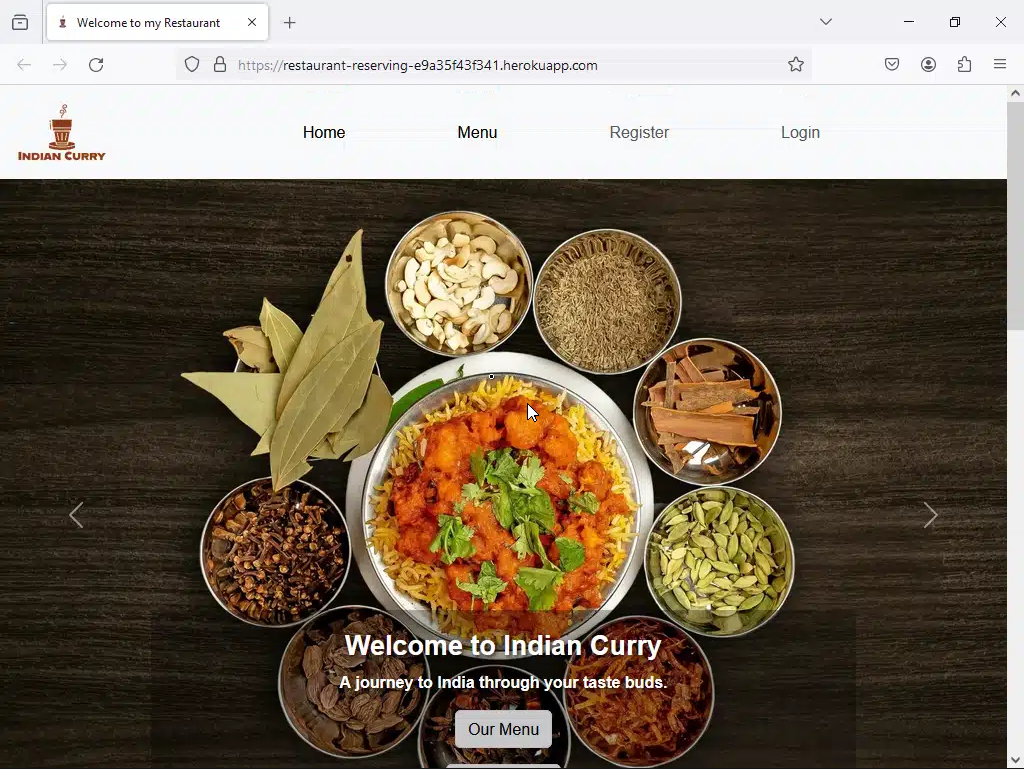 Welcome to my Restaurant
https://restaurant-reserving-e9a35f43f341.herokuapp.com
INDIAN CURRY
Home
Menu
Register
Login
Welcome to Indian Curry
A journey to India through your taste buds.
Our Menu